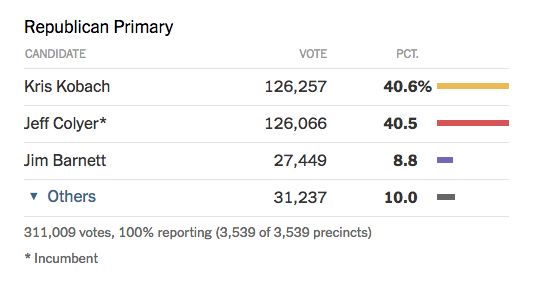 Republican Primary
CANDIDATE VOTE PCT.
Kris Kobach 126,257 40.6%
Jeff Colyer* 126,066 40.5
Jim Barnett 27,449 8.8
▼ Others 31,237 10.0
311,009 votes, 100% reporting (3,539 of 3,539 precincts)
* Incumbent